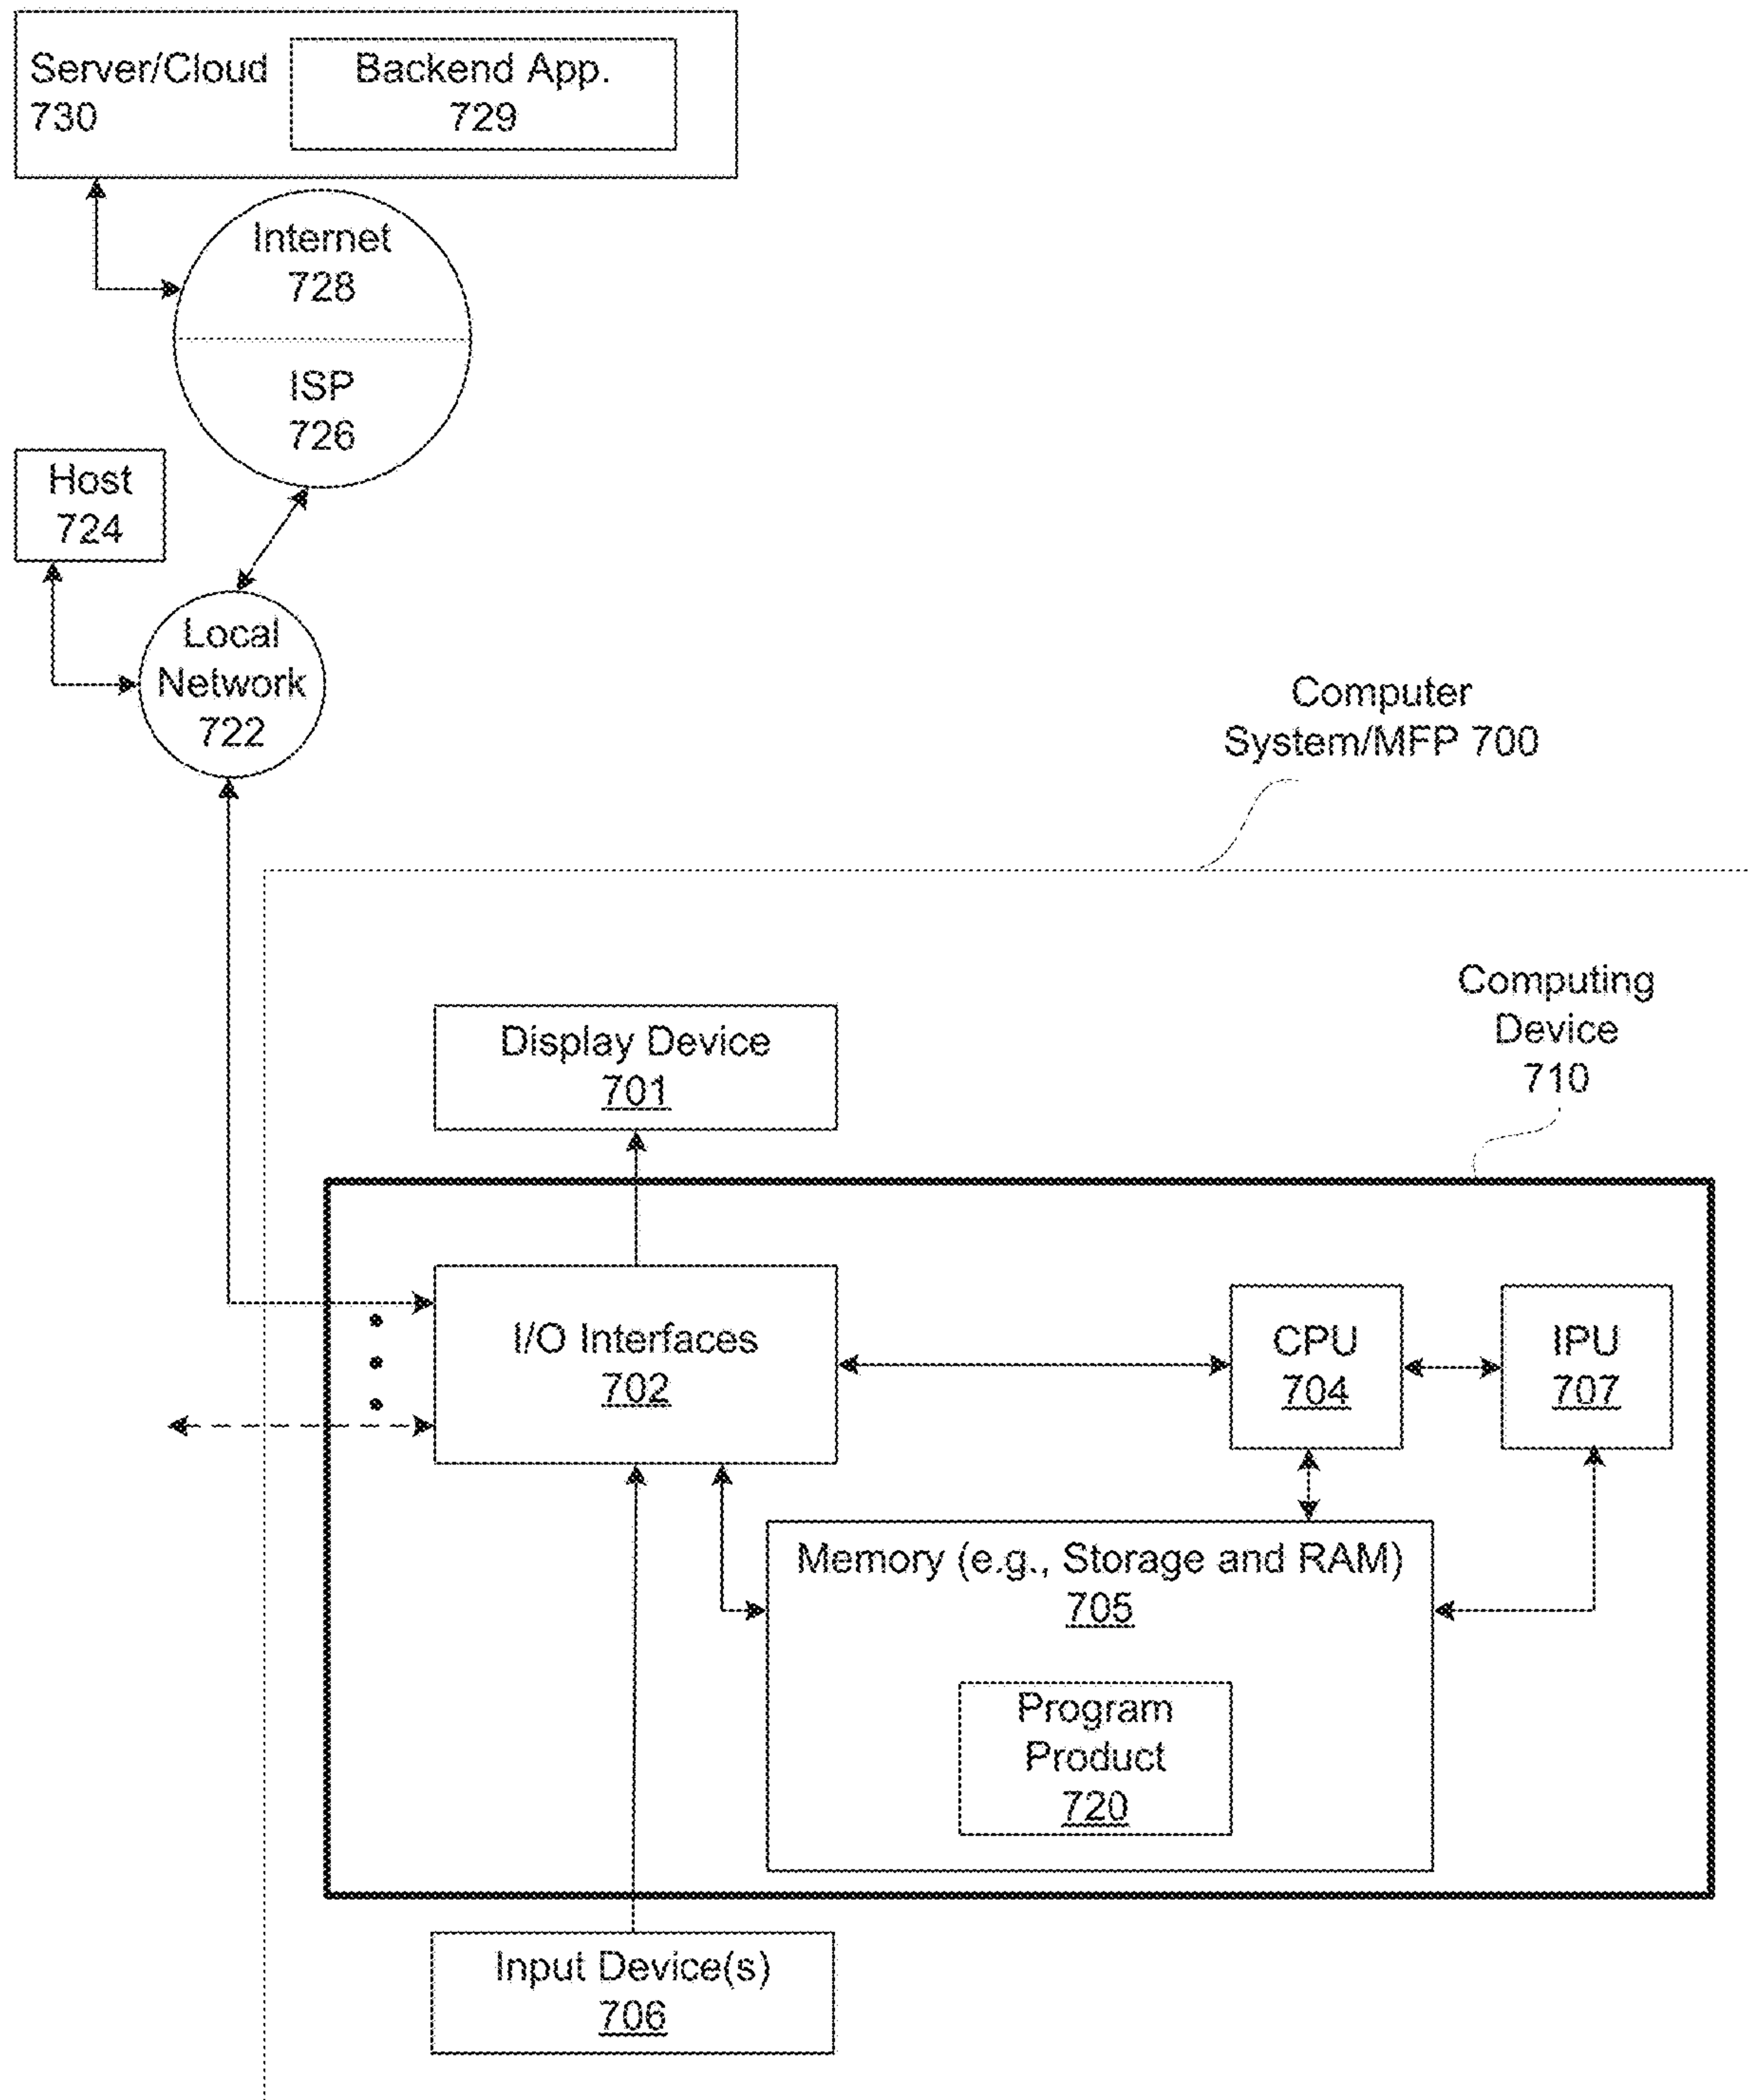 Server/Cloud
730
Backend App.
729
Internet
728
ISP
726
Host
724
Local
Network
722
Computer
System/MFP 700
Computing
Device
710
Display Device
701
I/O Interfaces
702
CPU
704
IPU
707
Memory (e.g., Storage and RAM)
705
Program
Product
720
Input Device(s)
706